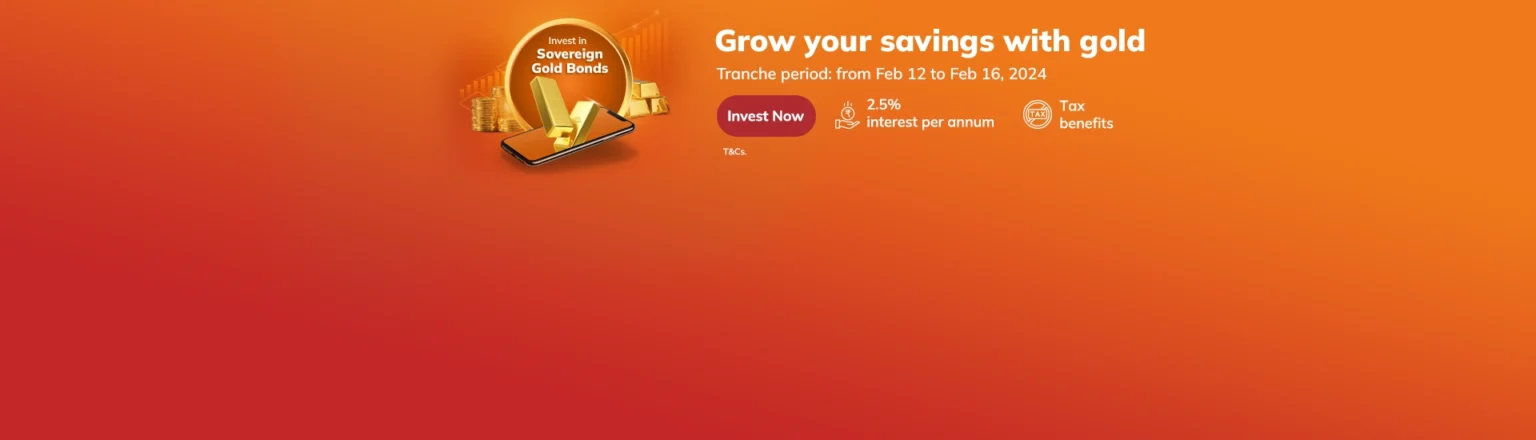 Invest in
Sovereign
Gold Bonds
Grow your savings with gold
Tranche period: from Feb 12 to Feb 16, 2024
Invest Now
2.5%
interest per annum
TAX
Tax
benefits
T&Cs.